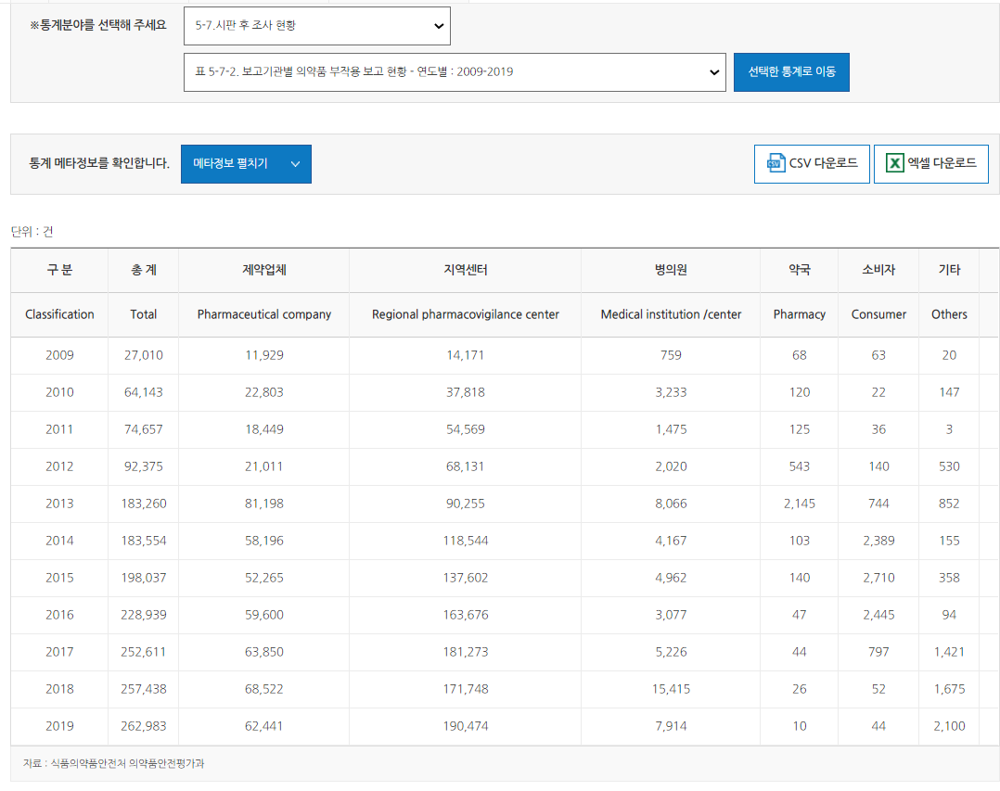 ※통계분야를 선택해 주세요 5-7.시판 후 조사 현황
표 5-7-2. 보고기관별 의약품 부작용 보고 현황 - 연도별 : 2009-2019 선택한 통계로 이동
통계 메타정보를 확인합니다. 메타정보 펼치기 CSV CSV 다운로드 X 엑셀 다운로드
단위 : 건
구 분 총 계 제약업체 지역센터 병의원 약국 소비자 기타
Classification Total Pharmaceutical company Regional pharmacovigilance center Medical institution /center Pharmacy Consumer Others
2009 27,010 11,929 14,171 759 68 63 20
2010 64,143 22,803 37,818 3,233 120 22 147
2011 74,657 18,449 54,569 1,475 125 36 3
2012 92,375 21,011 68,131 2,020 543 140 530
2013 183,260 81,198 90,255 8,066 2,145 744 852
2014 183,554 58,196 118,544 4,167 103 2,389 155
2015 198,037 52,265 137,602 4,962 140 2,710 358
2016 228,939 59,600 163,676 3,077 47 2,445 94
2017 252,611 63,850 181,273 5,226 44 797 1,421
2018 257,438 68,522 171,748 15,415 26 52 1,675
2019 262,983 62,441 190,474 7,914 10 44 2,100
자료 : 식품의약품안전처 의약품안전평가과